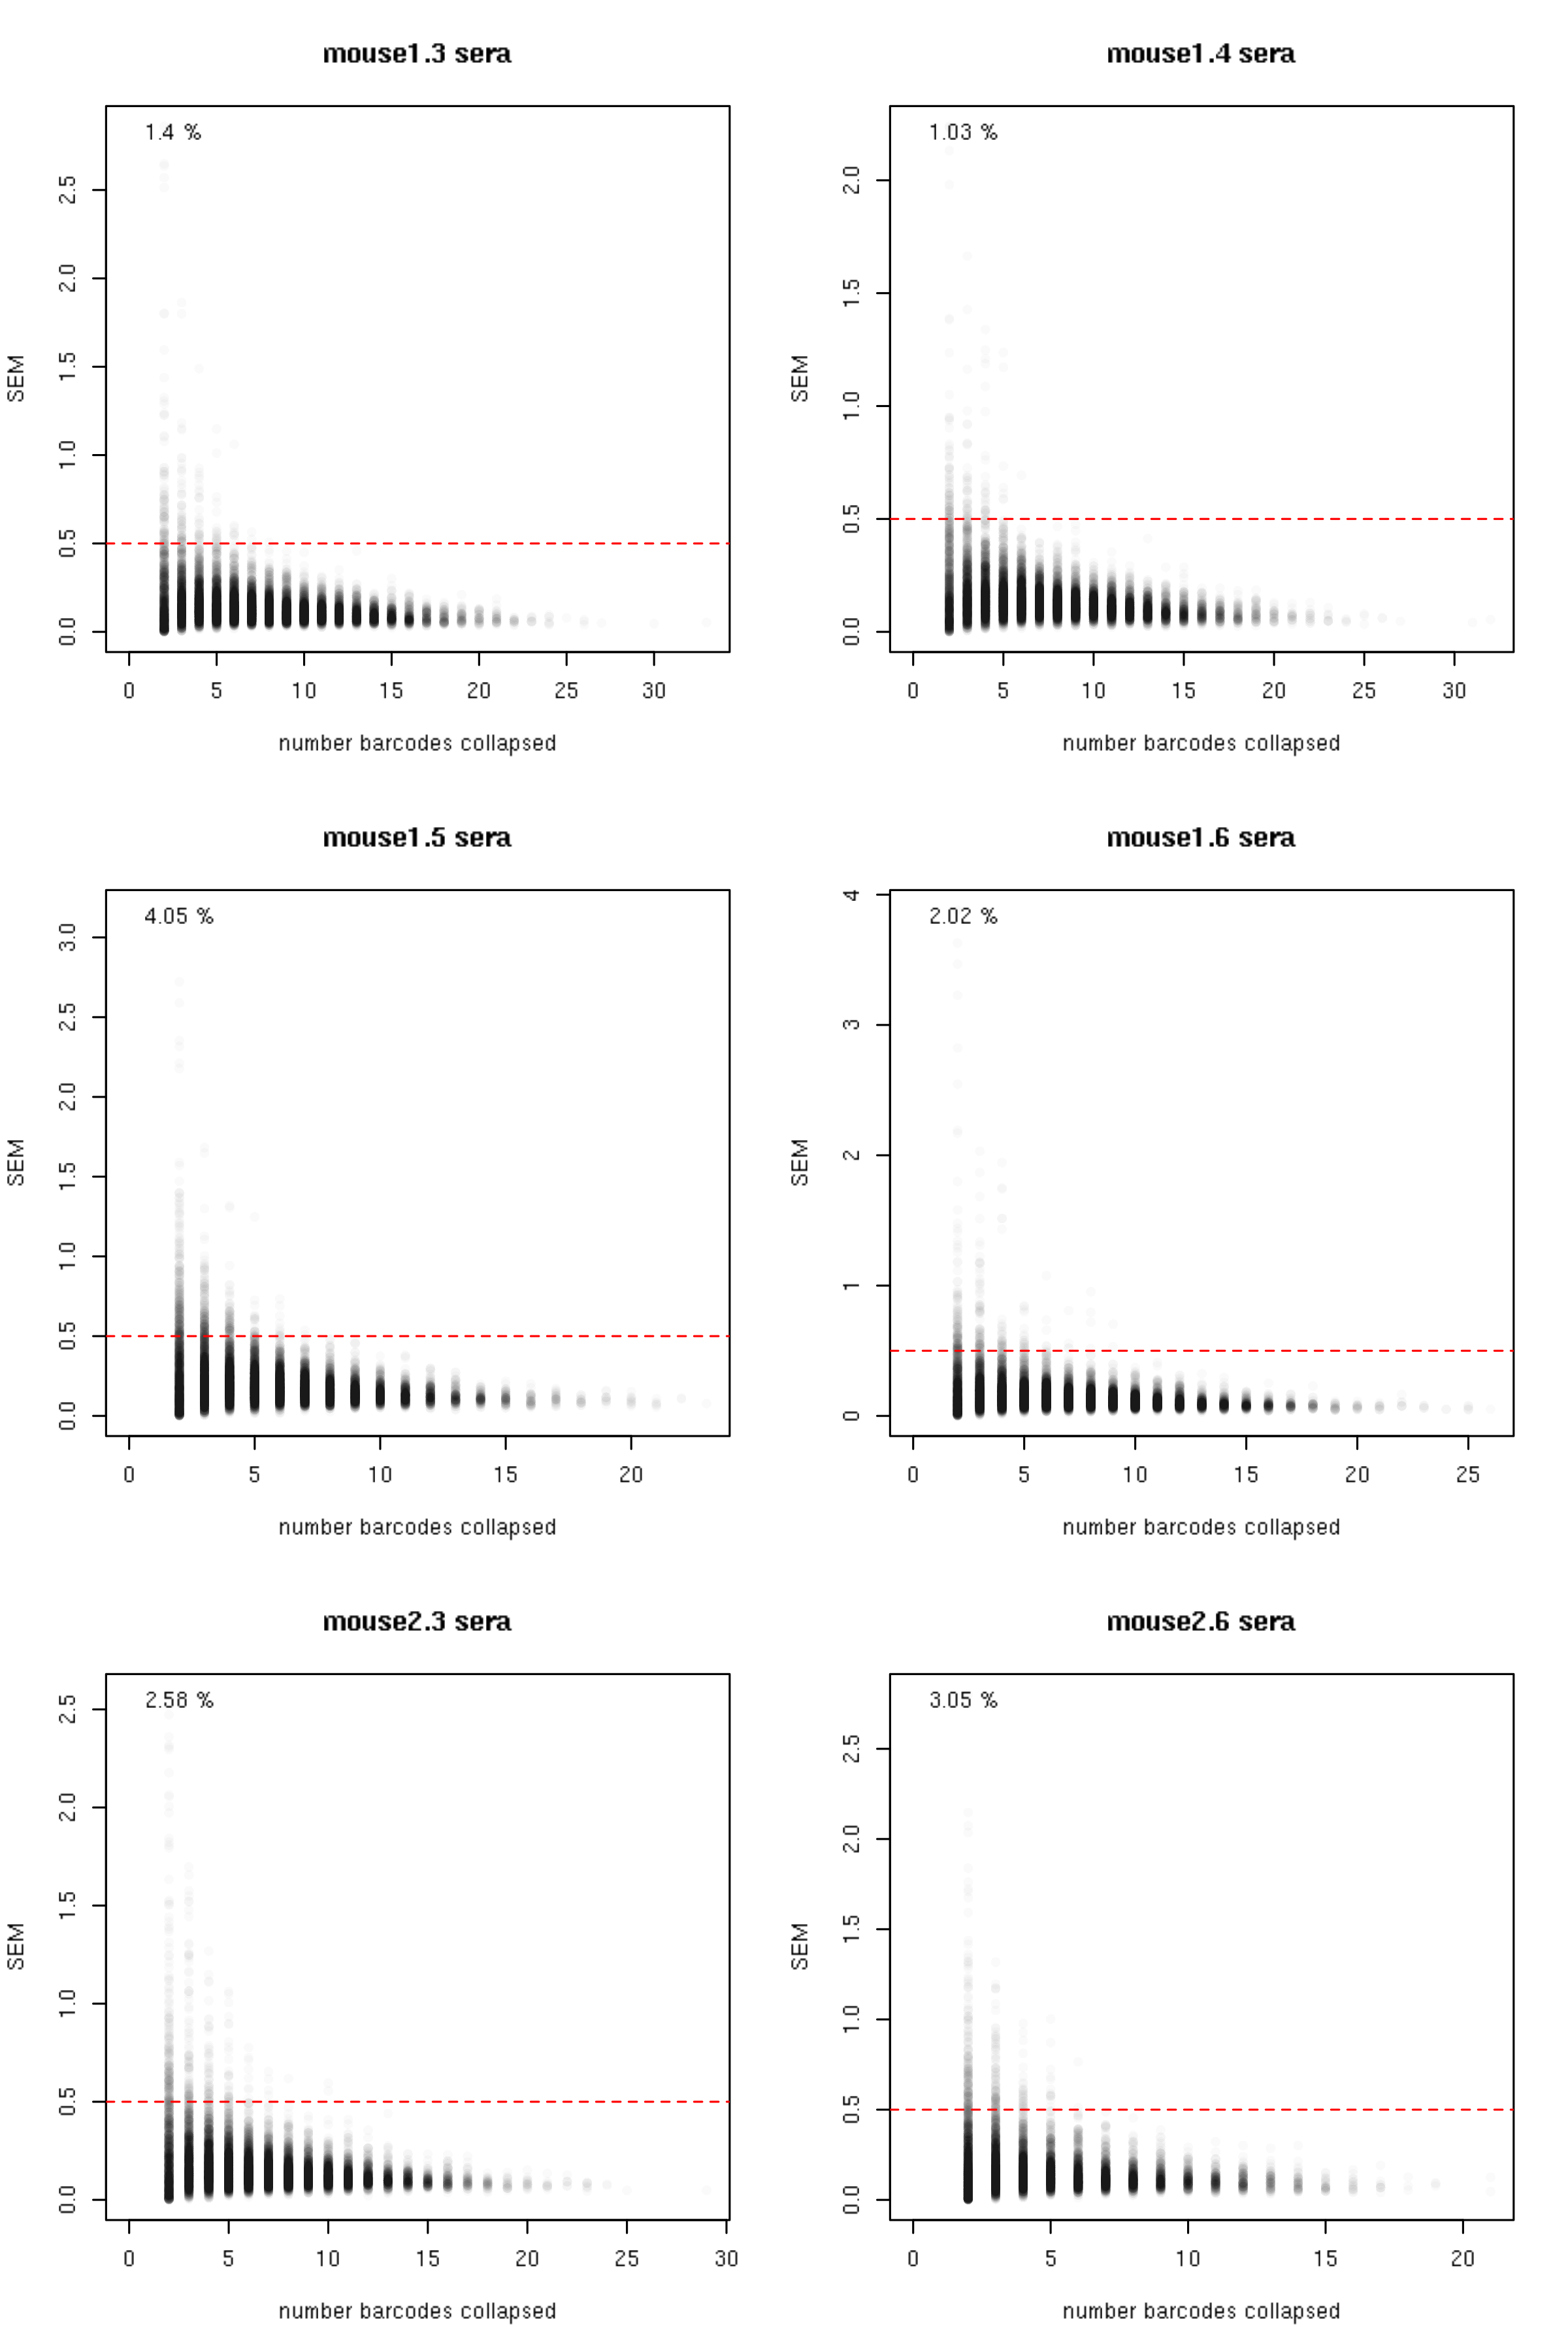 mouse1.3 sera
1.4 %
SEM
0.0 0.5 1.0 1.5 2.0 2.5
0 5 10 15 20 25 30
number barcodes collapsed
mouse1.4 sera
1.03 %
SEM
0.0 0.5 1.0 1.5 2.0
0 5 10 15 20 25 30
number barcodes collapsed
mouse1.5 sera
4.05 %
SEM
0.0 0.5 1.0 1.5 2.0 2.5 3.0
0 5 10 15 20
number barcodes collapsed
mouse1.6 sera
2.02 %
SEM
0 1 2 3 4
0 5 10 15 20 25
number barcodes collapsed
mouse2.3 sera
2.58 %
SEM
0.0 0.5 1.0 1.5 2.0 2.5
0 5 10 15 20 25 30
number barcodes collapsed
mouse2.6 sera
3.05 %
SEM
0.0 0.5 1.0 1.5 2.0 2.5
0 5 10 15 20
number barcodes collapsed